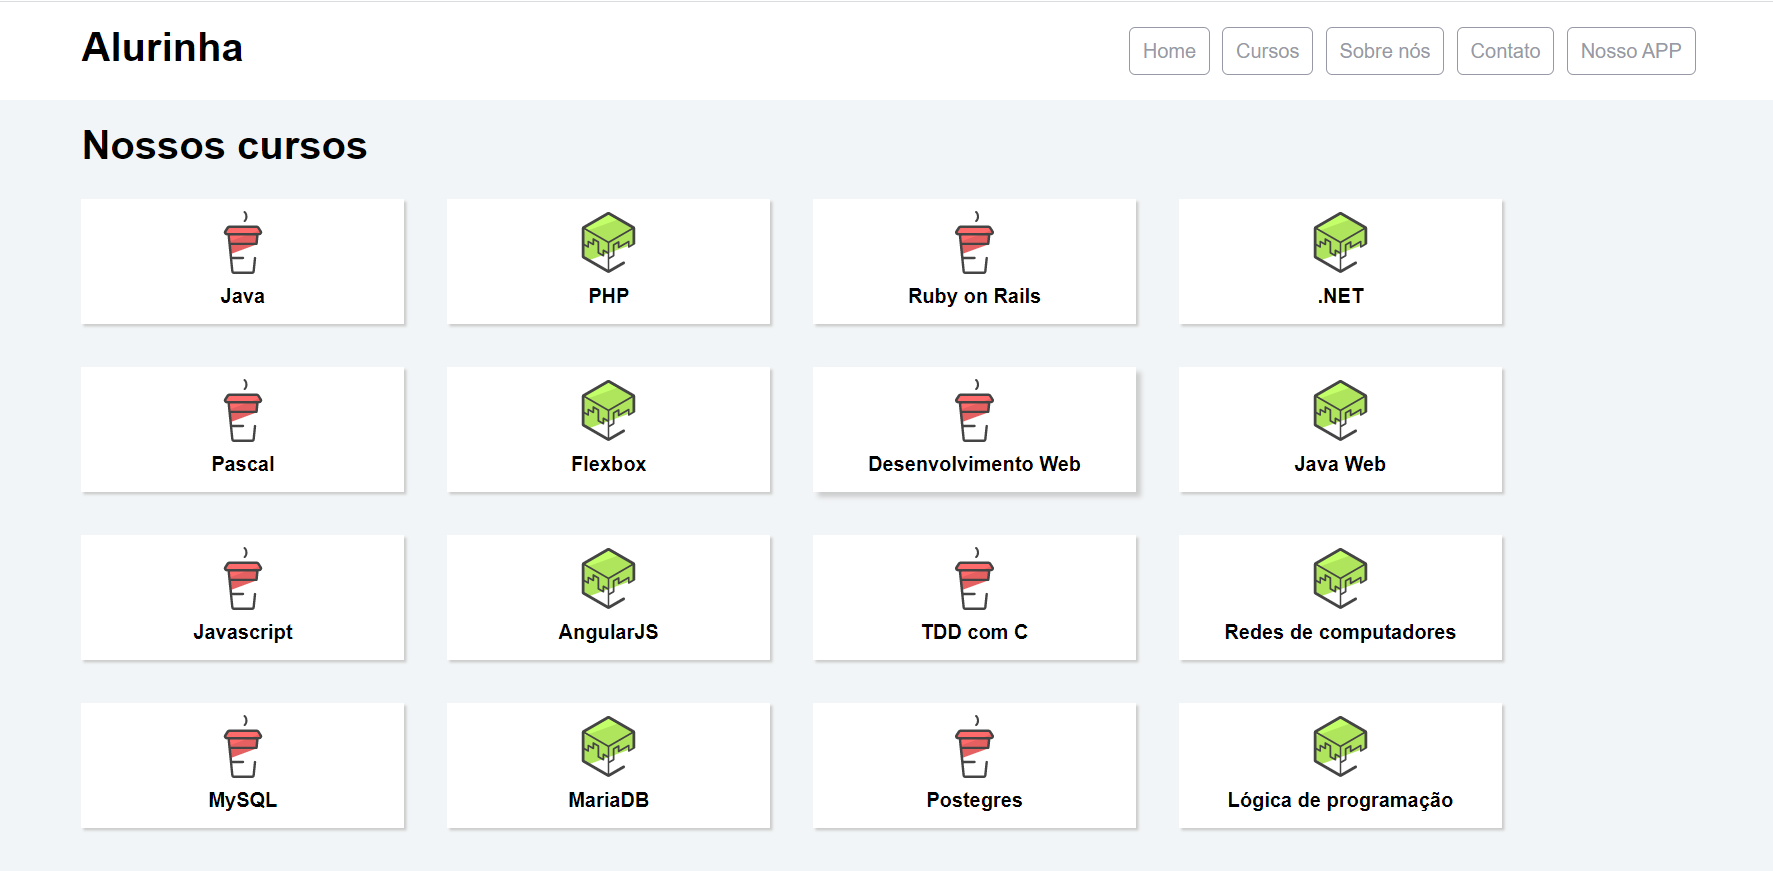 Alurinha
Home Cursos Sobre nós Contato Nosso APP
Nossos cursos
Java PHP Ruby on Rails .NET
Pascal Flexbox Desenvolvimento Web Java Web
Javascript AngularJS TDD com C Redes de computadores
MySQL MariaDB Postegres Lógica de programação